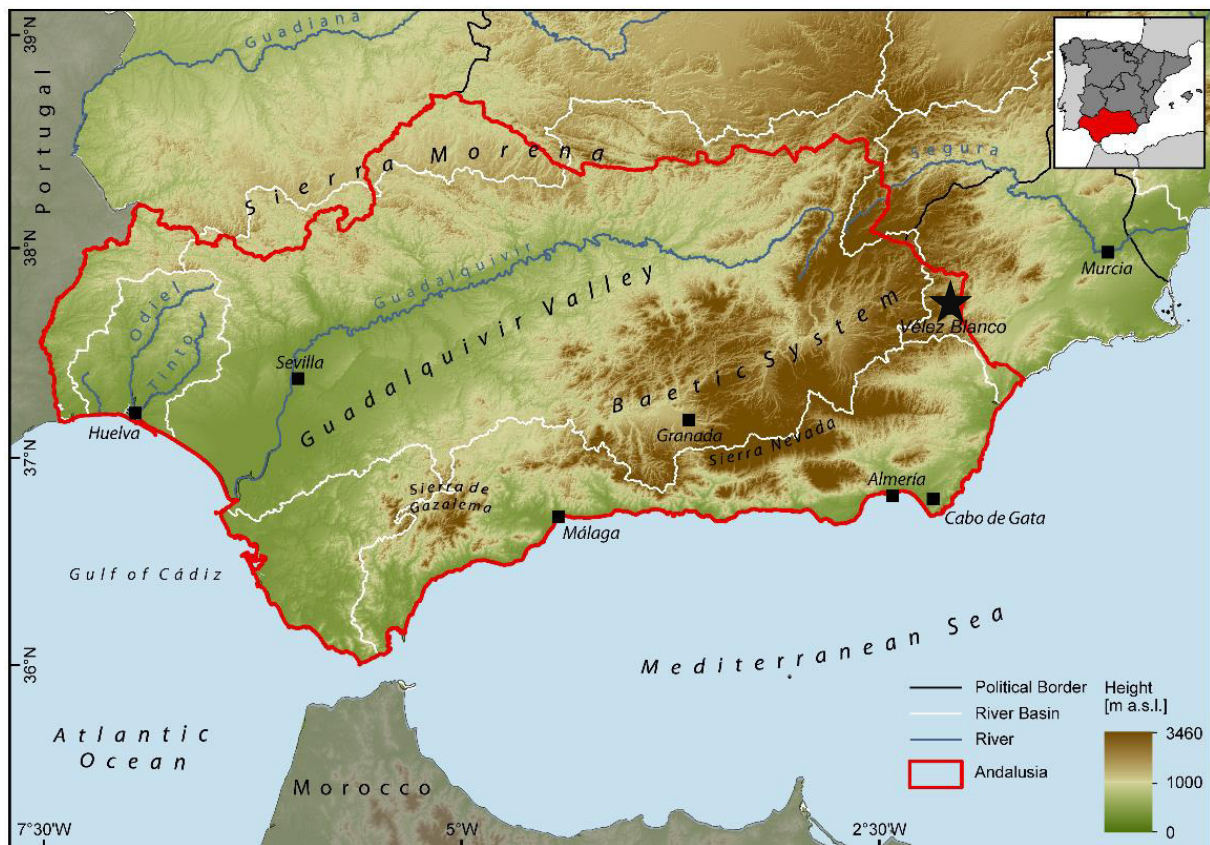 39°N
38°N
37°N
36°N
7°30'W
5°W
2°30'W
Portugal
Guadiana
Sierra Morena
Segura
Murcia
Odiel
Tinto
Guadalquivir
Guadalquivir Valley
Sevilla
Huelva
Baetic System
Vélez Blanco
Granada
Sierra Nevada
Sierra de
Gazalema
Málaga
Almería
Cabo de Gata
Gulf of Cádiz
Mediterranean Sea
Atlantic
Ocean
Morocco
Political Border
River Basin
River
Andalusia
Height
[m a.s.l.]
3460
1000
0